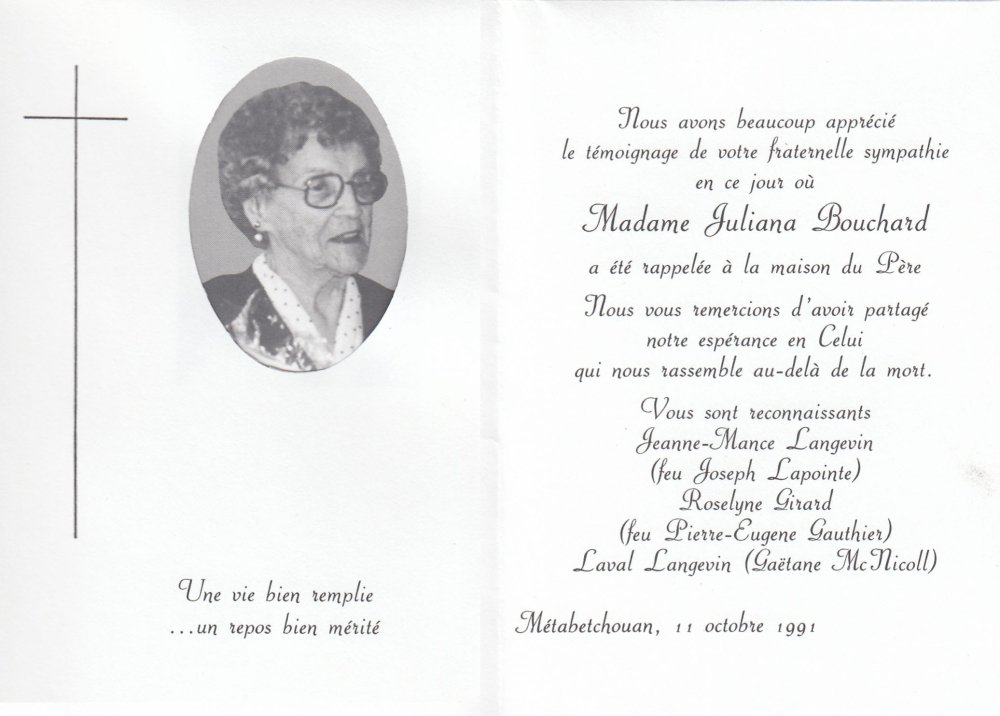 Une vie bien remplie
...un repos bien mérité
Nous avons beaucoup apprécié
le témoignage de votre fraternelle sympathie
en ce jour où
Madame Juliana Bouchard
a été rappelée à la maison du Père
Nous vous remercions d'avoir partagé
notre espérance en Celui
qui nous rassemble au-delà de la mort.
Vous sont reconnaissants
Jeanne-Mance Langevin
(feu Joseph Lapointe)
Roselyne Girard
(feu Pierre-Eugene Gauthier)
Laval Langevin (Gaëtane McNicoll)
Métabetchouan, 11 octobre 1991